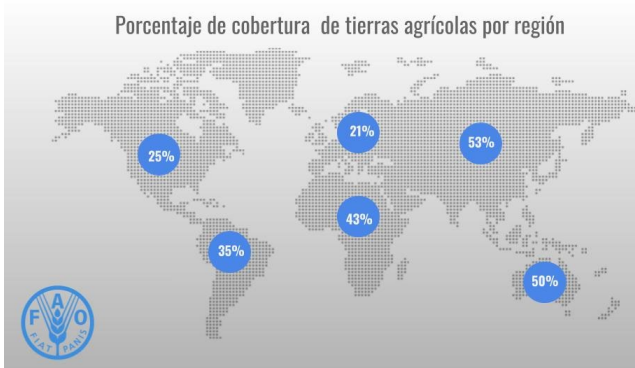 Porcentaje de cobertura de tierras agrícolas por región
21%
53%
25%
43%
35%
50%
F A O
FIAT PANIS